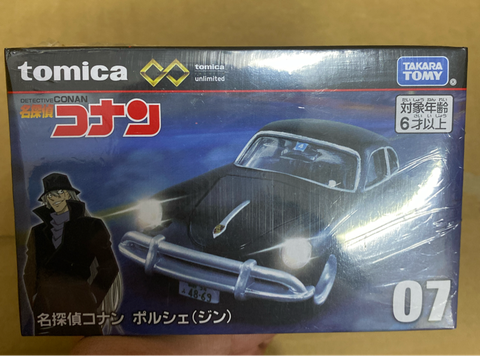 tomica
tomica
unlimited
TAKARA
TOMY
DETECTIVE CONAN
名探偵コナン
たいしょうねんれい
対象年齢
6才以上
さいいじょう
名探偵コナン ポルシェ(ジン)
07